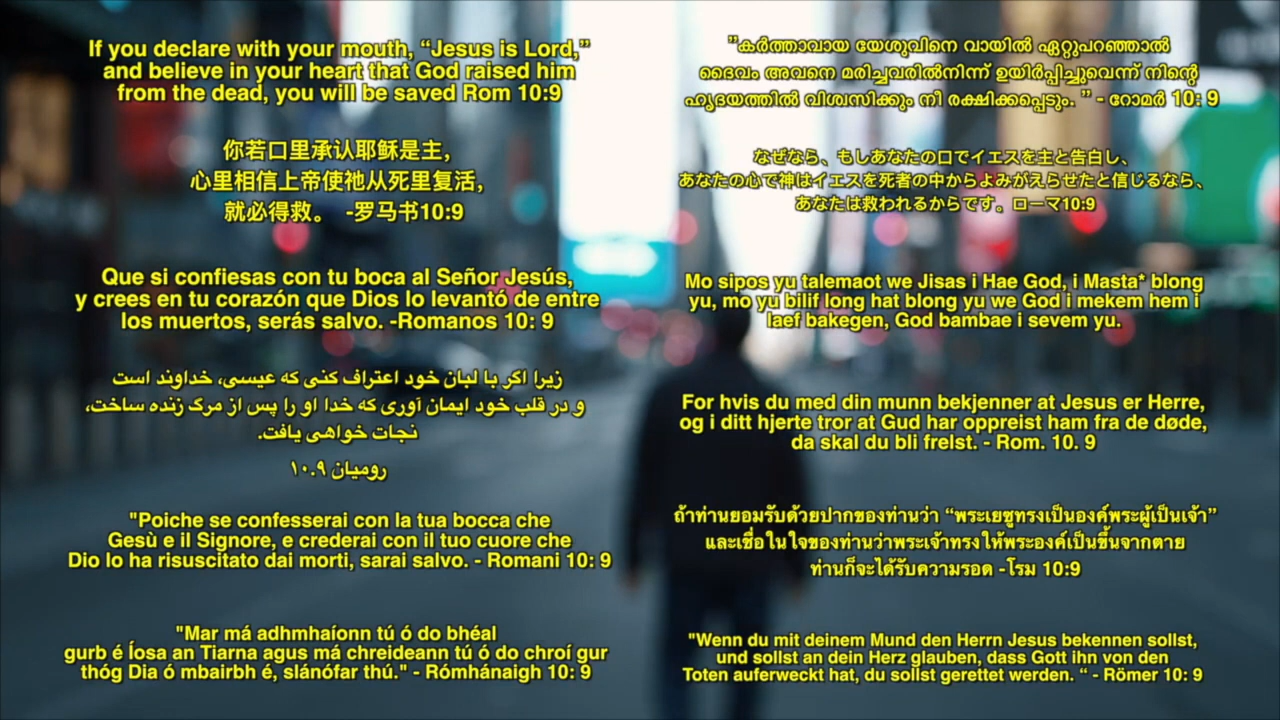 If you declare with your mouth, “Jesus is Lord,”
and believe in your heart that God raised him
from the dead, you will be saved Rom 10:9
你若口里承认耶稣是主，
心里相信上帝使祂从死里复活，
就必得救。 -罗马书10:9
Que si confiesas con tu boca al Señor Jesús,
y crees en tu corazón que Dios lo levantó de entre
los muertos, serás salvo. -Romanos 10: 9
زیرا اگر با لبان خود اعتراف کنی که عیسی، خداوند است
و در قلب خود ایمان آوری که خدا او را پس از مرگ زنده ساخت،
نجات خواهی یافت.
رومیان ۱۰.۹
"Poiche se confesserai con la tua bocca che
Gesù e il Signore, e crederai con il tuo cuore che
Dio lo ha risuscitato dai morti, sarai salvo. - Romani 10: 9
"Mar má adhmhaíonn tú ó do bhéal
gurb é Íosa an Tiarna agus má chreideann tú ó do chroí gur
thóg Dia ó mbairbh é, slánófar thú." - Rómhánaigh 10: 9
”കർത്താവായ യേശുവിനെ വായിൽ ഏറ്റുപറഞ്ഞാൽ
ദൈവം അവനെ മരിച്ചവരിൽനിന്ന് ഉയിർപ്പിച്ചുവെന്ന് നിന്റെ
ഹൃദയത്തിൽ വിശ്വസിക്കും നീ രക്ഷിക്കപ്പെടും. ” - റോമർ 10: 9
なぜなら、もしあなたの口でイエスを主と告白し、
あなたの心で神はイエスを死者の中からよみがえらせたと信じるなら、
あなたは救われるからです。ローマ10:9
Mo sipos yu talemaot we Jisas i Hae God, i Masta* blong
yu, mo yu bilif long hat blong yu we God i mekem hem i
laef bakegen, God bambae i sevem yu.
For hvis du med din munn bekjenner at Jesus er Herre,
og i ditt hjerte tror at Gud har oppreist ham fra de døde,
da skal du bli frelst. - Rom. 10. 9
ถ้าท่านยอมรับด้วยปากของท่านว่า “พระเยซูทรงเป็นองค์พระผู้เป็นเจ้า”
และเชื่อในใจของท่านว่าพระเจ้าทรงให้พระองค์เป็นขึ้นจากตาย
ท่านก็จะได้รับความรอด -โรม 10:9
"Wenn du mit deinem Mund den Herrn Jesus bekennen sollst,
und sollst an dein Herz glauben, dass Gott ihn von den
Toten auferweckt hat, du sollst gerettet werden. “ - Römer 10: 9